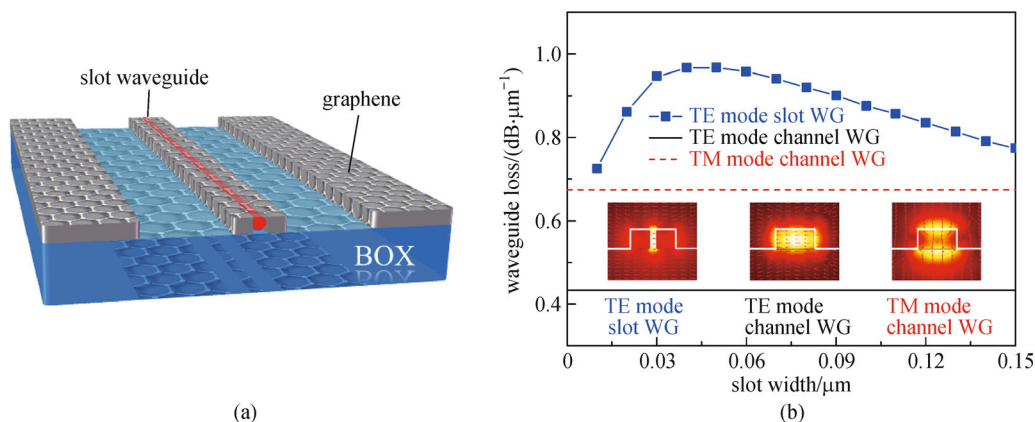 slot waveguide
graphene
BOX
(a)
waveguide loss/(dB·μm⁻¹)
1.0
0.8
0.6
0.4
TE mode slot WG
TE mode channel WG
TM mode channel WG
TE mode
slot WG
TE mode
channel WG
TM mode
channel WG
0 0.03 0.06 0.09 0.12 0.15
slot width/μm
(b)